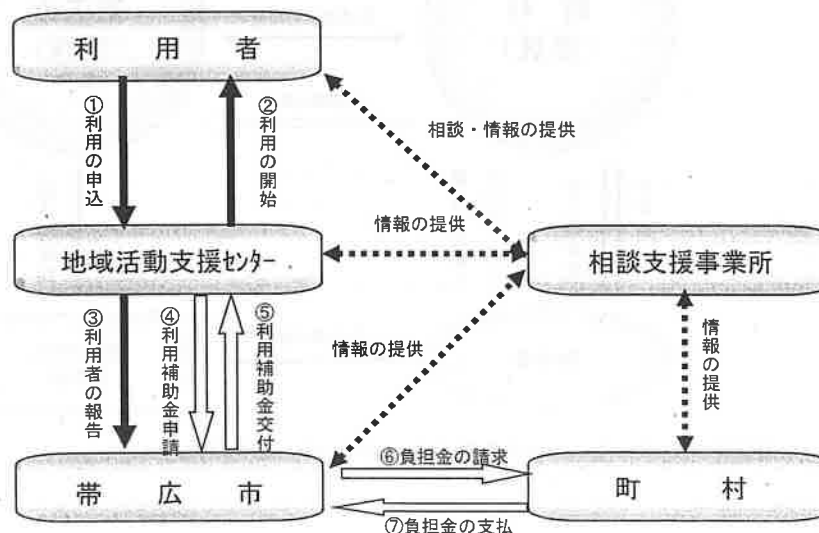 利用者
①利用の申込
②利用の開始
相談・情報の提供
情報の提供
地域活動支援ｾﾝﾀｰ
相談支援事業所
③利用者の報告
④利用補助金申請
⑤利用補助金交付
情報の提供
情報の提供
⑥負担金の請求
帯広市
町村
⑦負担金の支払